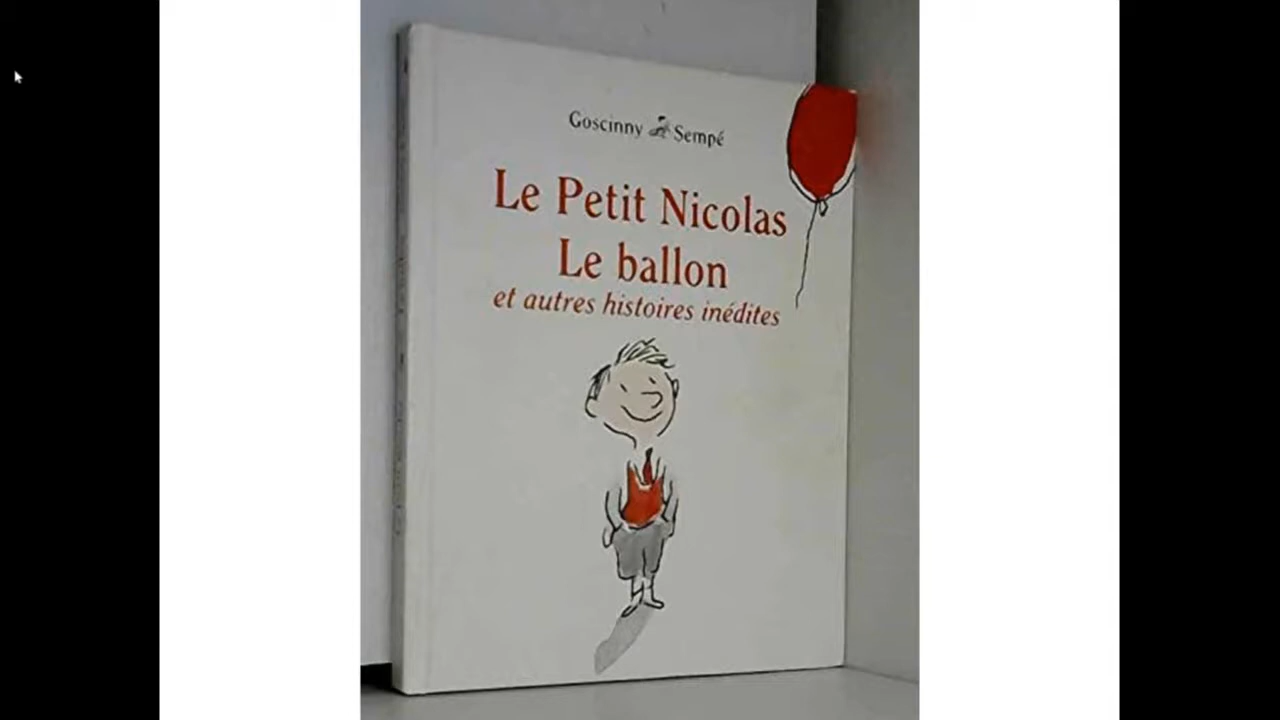 Goscinny Sempé
Le Petit Nicolas
Le ballon
et autres histoires inédites